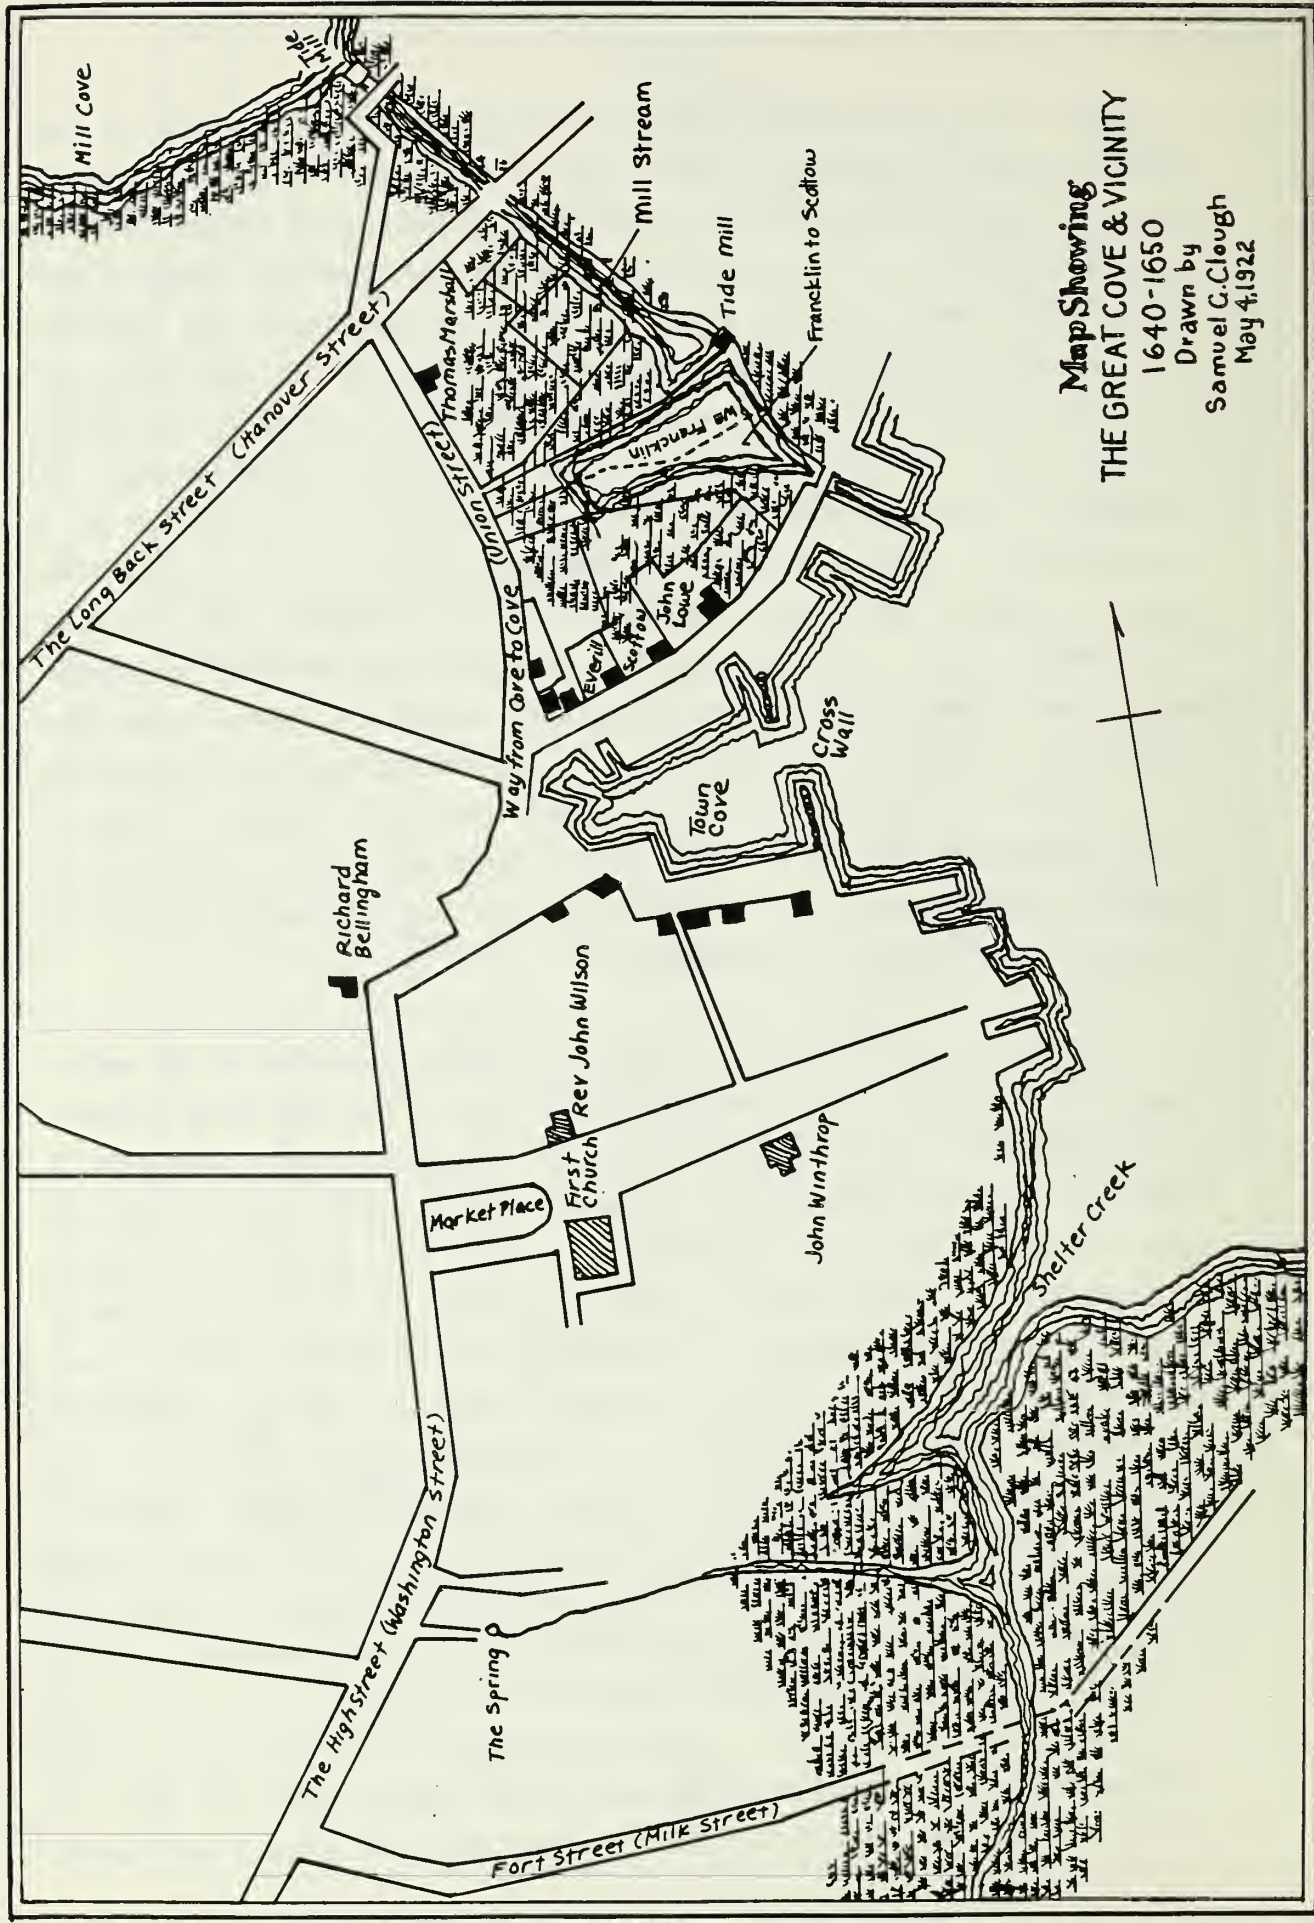 Map Showing
THE GREAT COVE & VICINITY
1640-1650
Drawn by
Samuel C. Clough
May 4, 1922
Mill Cove
Tide
Mill
The Long Back Street (Hanover Street)
Thomas Marshall
Mill Stream
Tide Mill
Francklin to Scottow
Wm Francklin
Way from Cove to Cove (Union Street)
Everill
Scottow
John
Lowe
Cross
Wall
Town
Cove
Richard
Bellingham
Rev John Wilson
First
Church
Market Place
John Winthrop
Shelter Creek
The High Street (Washington Street)
The Spring
Fort Street (Milk Street)